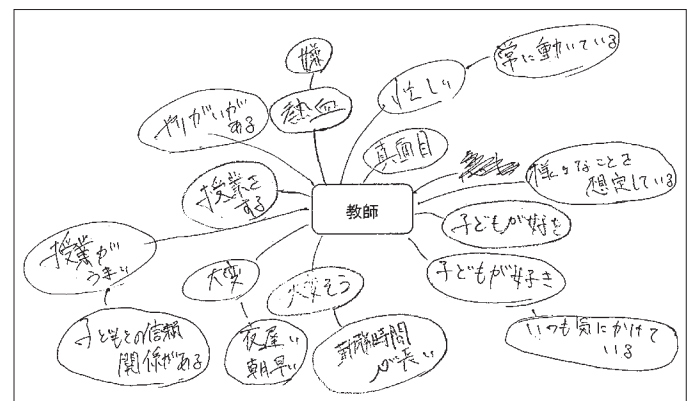 嫌
熱血
忙しい
常に動いている
やりがいが
ある
真面目
様々なことを
想定している
授業を
する
教師
子どもが好き
子どもが好き
授業が
うまい
大変
大変そう
いつも気にかけて
いる
子どもとの信頼
関係がある
夜遅い
朝早い
勤務時間
が長い